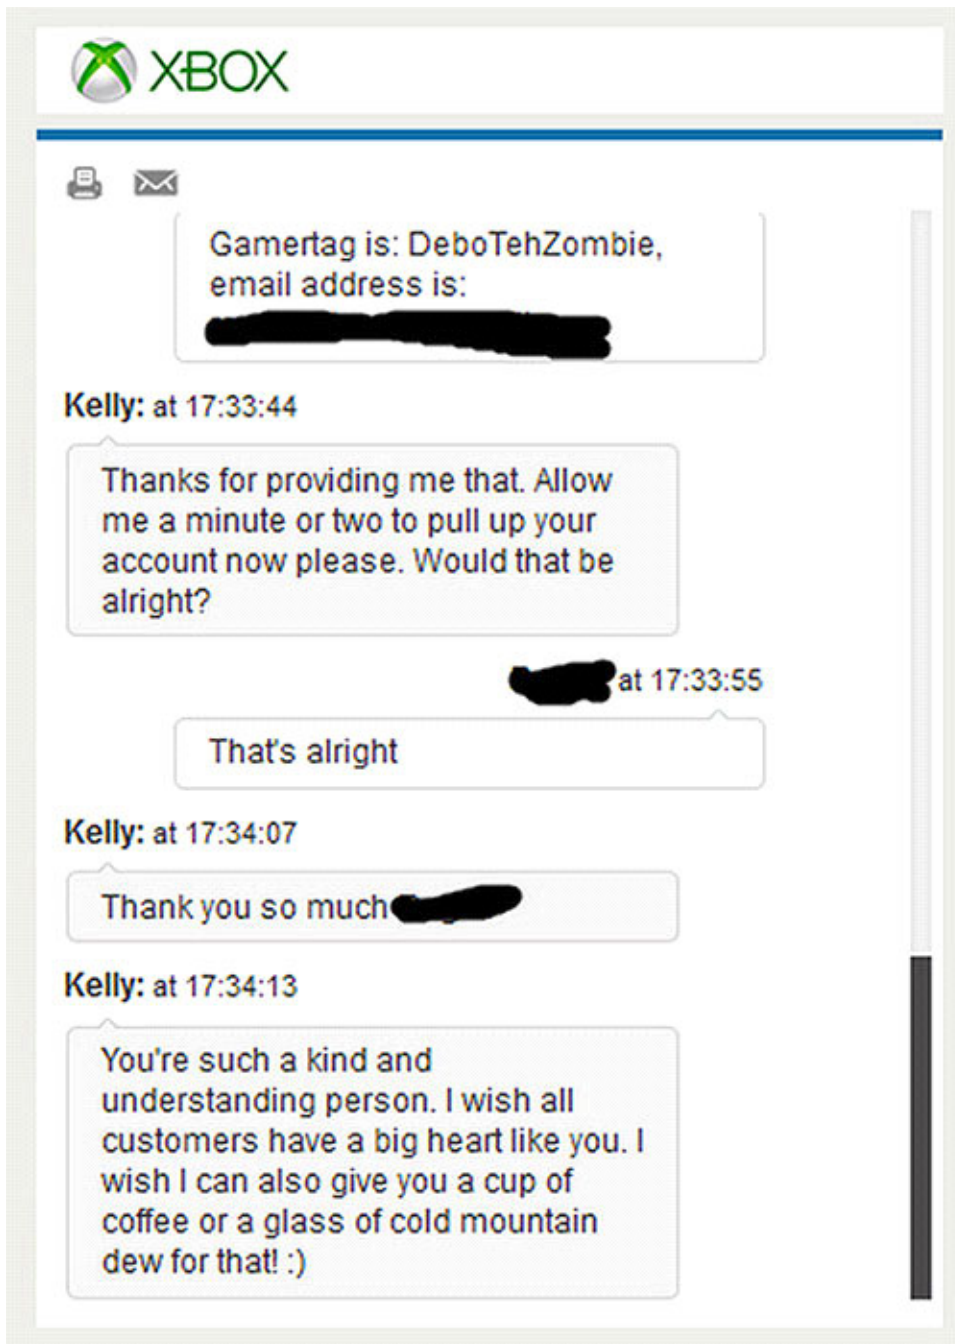 XBOX
Gamertag is: DeboTehZombie,
email address is:
Kelly: at 17:33:44
Thanks for providing me that. Allow
me a minute or two to pull up your
account now please. Would that be
alright?
at 17:33:55
That's alright
Kelly: at 17:34:07
Thank you so much
Kelly: at 17:34:13
You're such a kind and
understanding person. I wish all
customers have a big heart like you. I
wish I can also give you a cup of
coffee or a glass of cold mountain
dew for that! :)